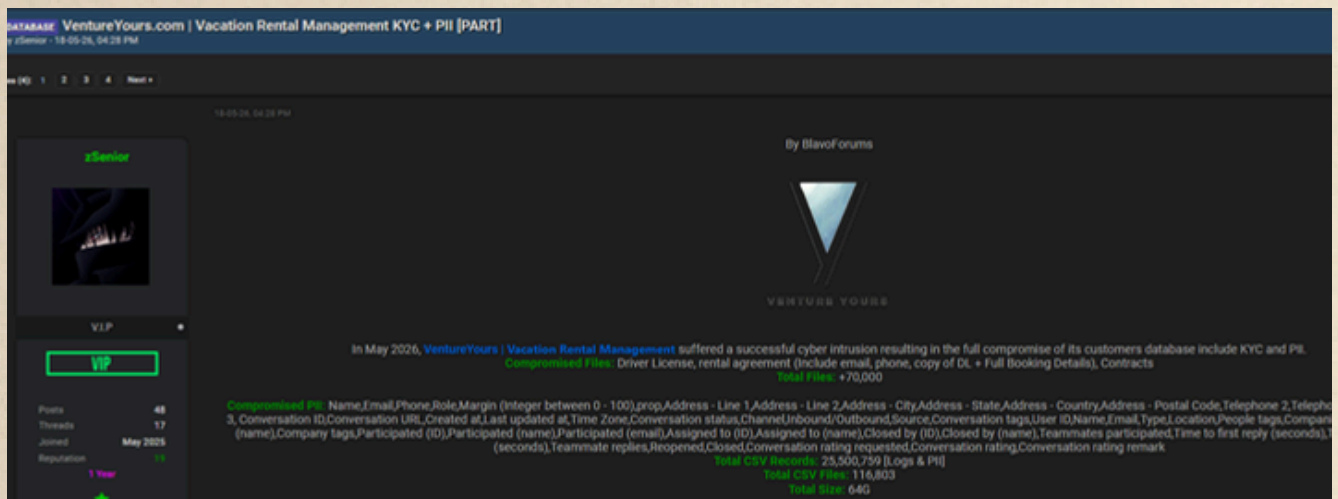 DATABASE VentureYours.com | Vacation Rental Management KYC + PII [PART]
y zSenior - 18-05-26, 04:28 PM
es (4): 1 2 3 4 Next »
18-05-26, 04:28 PM
zSenior
By BlavoForums
VENTURE YOURS
V.I.P
VIP
In May 2026, VentureYours | Vacation Rental Management suffered a successful cyber intrusion resulting in the full compromise of its customers database include KYC and PII.
Compromised Files: Driver License, rental agreement (Include email, phone, copy of DL + Full Booking Details), Contracts
Total Files: +70,000
Posts 48
Threads 17
Joined May 2025
Reputation
1 Year
Compromised PII: Name,Email,Phone,Role,Margin (Integer between 0 - 100),prop,Address - Line 1,Address - Line 2,Address - City,Address - State,Address - Country,Address - Postal Code,Telephone 2,Telepho
3, Conversation ID,Conversation URL,Created at,Last updated at,Time Zone,Conversation status,Channel,Inbound/Outbound,Source,Conversation tags,User ID,Name,Email,Type,Location,People tags,Compan
(name),Company tags,Participated (ID),Participated (name),Participated (email),Assigned to (ID),Assigned to (name),Closed by (ID),Closed by (name),Teammates participated,Time to first reply (seconds),T
(seconds),Teammate replies,Reopened,Closed,Conversation rating requested,Conversation rating,Conversation rating remark
Total CSV Records: 25,500,759 [Logs & PII]
Total CSV Files: 116,803
Total Size: 64G